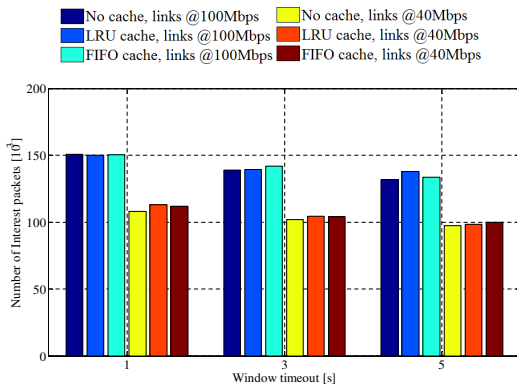 No cache, links @100Mbps
No cache, links @40Mbps
LRU cache, links @100Mbps
LRU cache, links @40Mbps
FIFO cache, links @100Mbps
FIFO cache, links @40Mbps
Number of Interest packets [10^3]
200
150
100
50
0
1
3
5
Window timeout [s]